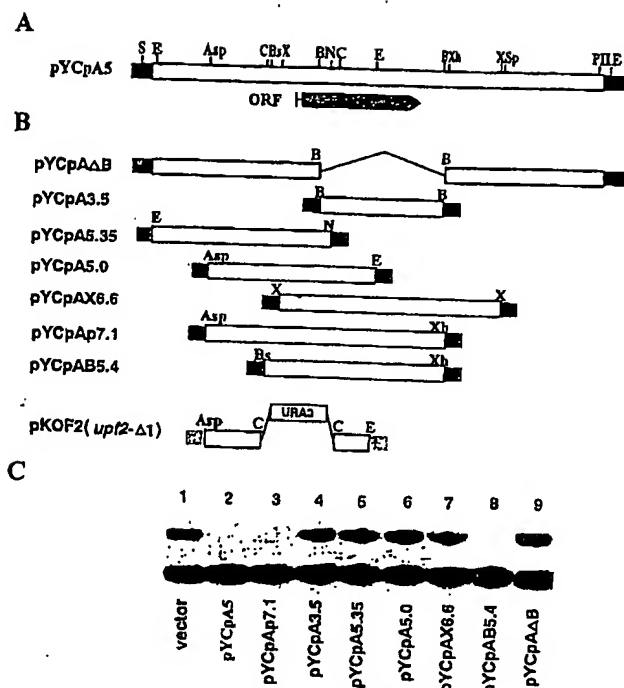 A
S E Asp CBsX BNC E BXh XSp PILE
pYCpA5
ORF
B
B B
pYCpAΔB
B B
pYCpA3.5
E N
pYCpA5.35
Asp E
pYCpA5.0
X X
pYCpAX6.6
Asp Xh
pYCpAp7.1
Bs Xh
pYCpAB5.4
URA3
pKOF2(upf2-Δ1) Asp C C E
C
1 2 3 4 5 6 7 8 9
vector
pYCpA5
pYCpAp7.1
pYCpA3.5
pYCpA5.35
pYCpA5.0
pYCpAX6.6
pYCpAB5.4
pYCpAΔB